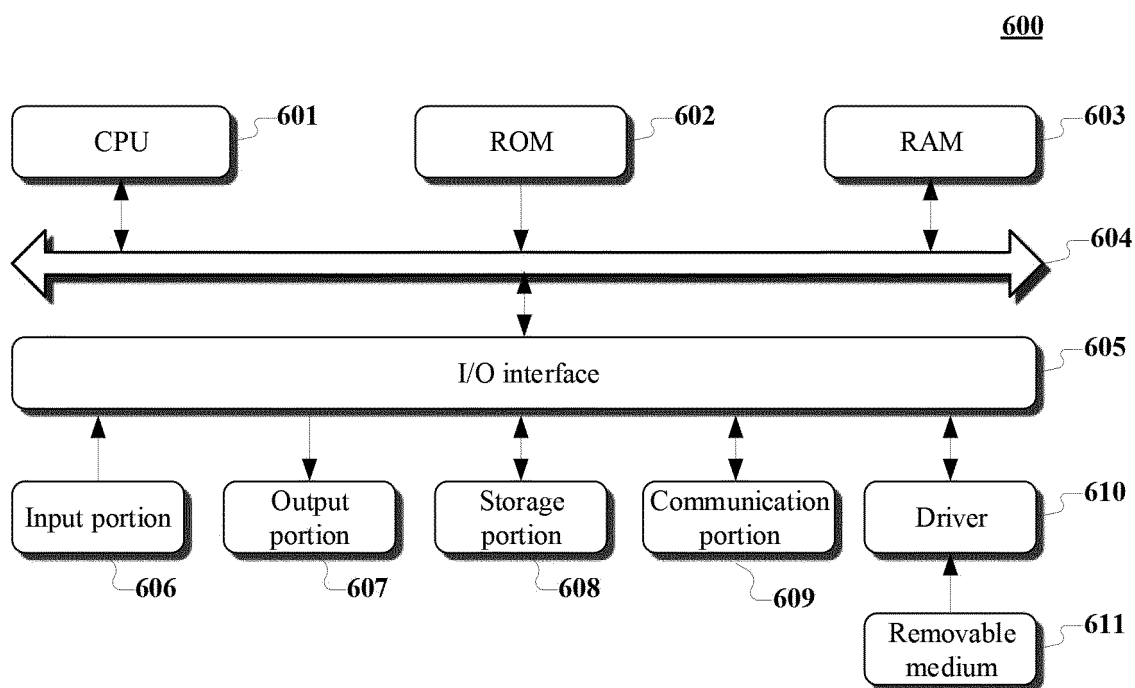 600
CPU
601
ROM
602
RAM
603
604
I/O interface
605
Input portion
606
Output
portion
607
Storage
portion
608
Communication
portion
609
Driver
610
Removable
medium
611